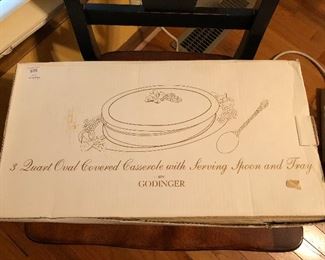 3 Quart Oval Covered Casserole with Serving Spoon and Tray
BY
GODINGER